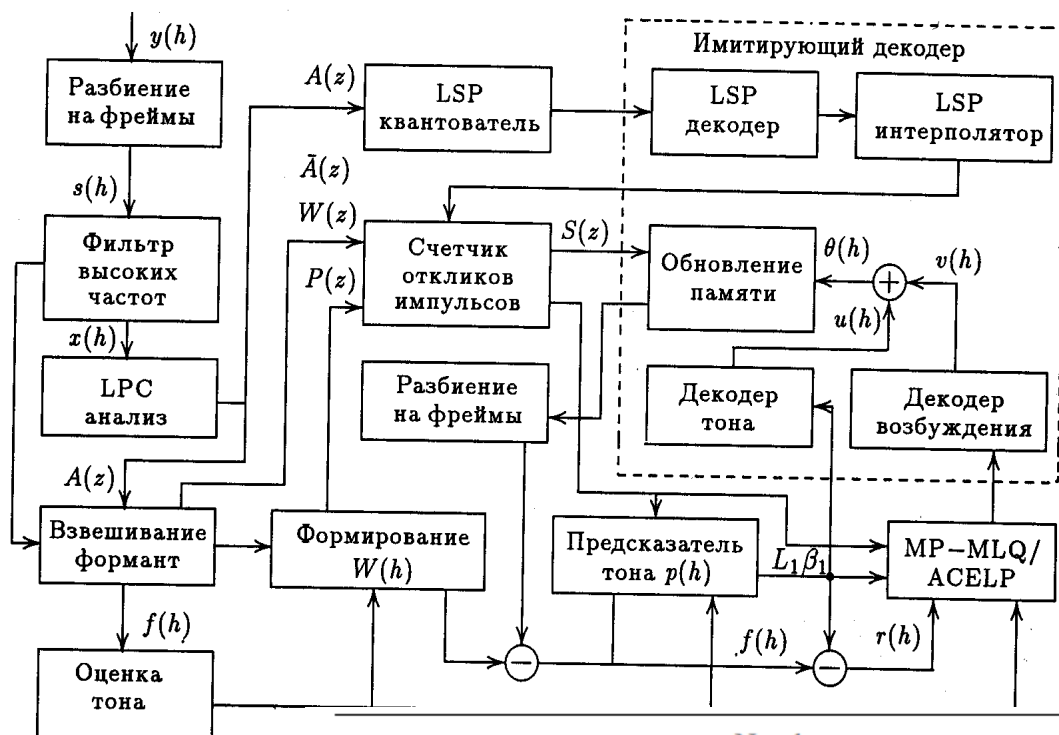 y(h)
Разбиение
на фреймы
s(h)
Фильтр
высоких
частот
x(h)
LPC
анализ
A(z)
Взвешивание
формант
f(h)
Оценка
тона
A(z)
LSP
квантователь
Ā(z)
W(z)
P(z)
Счетчик
откликов
импульсов
S(z)
Разбиение
на фреймы
Формирование
W(h)
Имитирующий декодер
LSP
декодер
LSP
интерполятор
Обновление
памяти
θ(h)
v(h)
+
u(h)
Декодер
тона
Декодер
возбуждения
Предсказатель
тона p(h)
L₁β₁
MP–MLQ/
ACELP
−
f(h)
−
r(h)